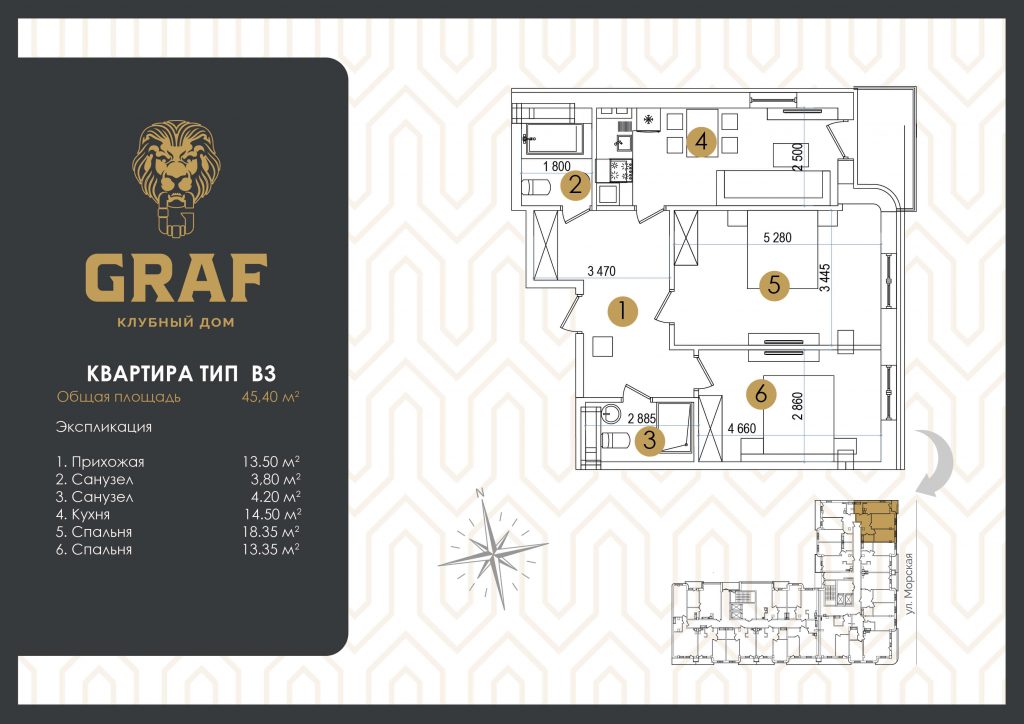 GRAF
КЛУБНЫЙ ДОМ
КВАРТИРА ТИП В3
Общая площадь 45,40 м²
Экспликация
1. Прихожая 13.50 м²
2. Санузел 3.80 м²
3. Санузел 4.20 м²
4. Кухня 14.50 м²
5. Спальня 18.35 м²
6. Спальня 13.35 м²
4
2 500
1 800
2
5 280
3 470
3 445
5
1
6
2 860
2 885
4 660
3
N
ул. Морская